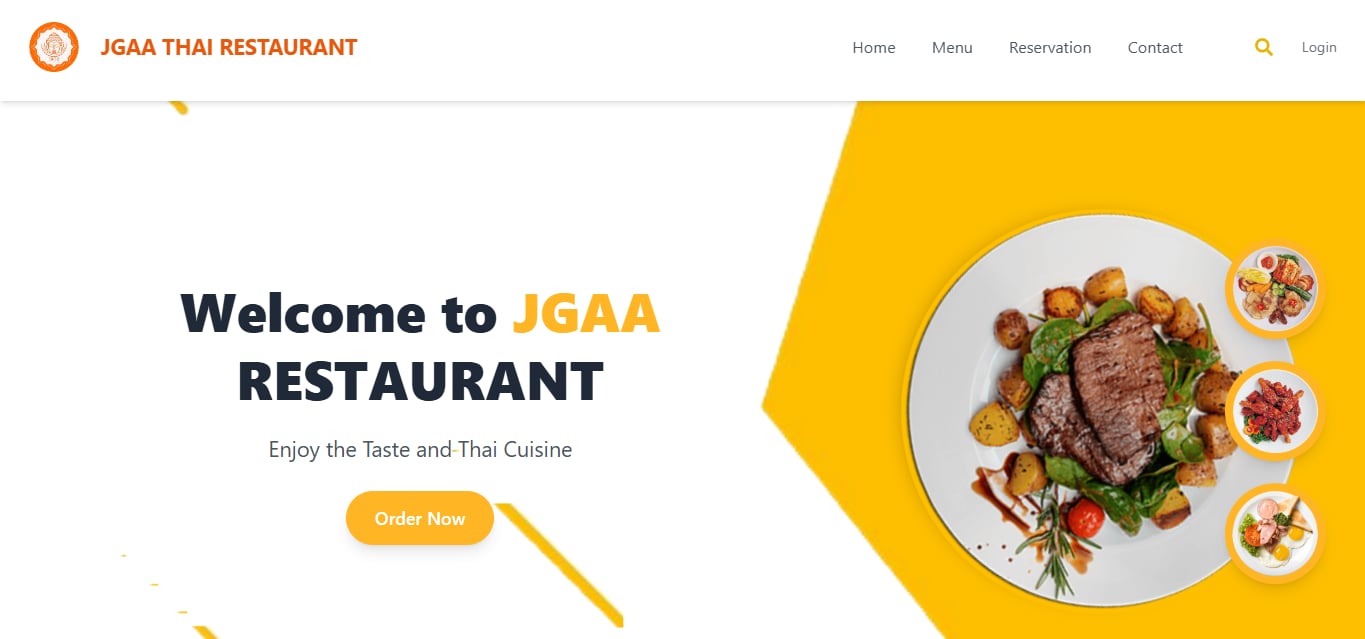 JGAA THAI RESTAURANT
Home Menu Reservation Contact Login
Welcome to JGAA
RESTAURANT
Enjoy the Taste and Thai Cuisine
Order Now